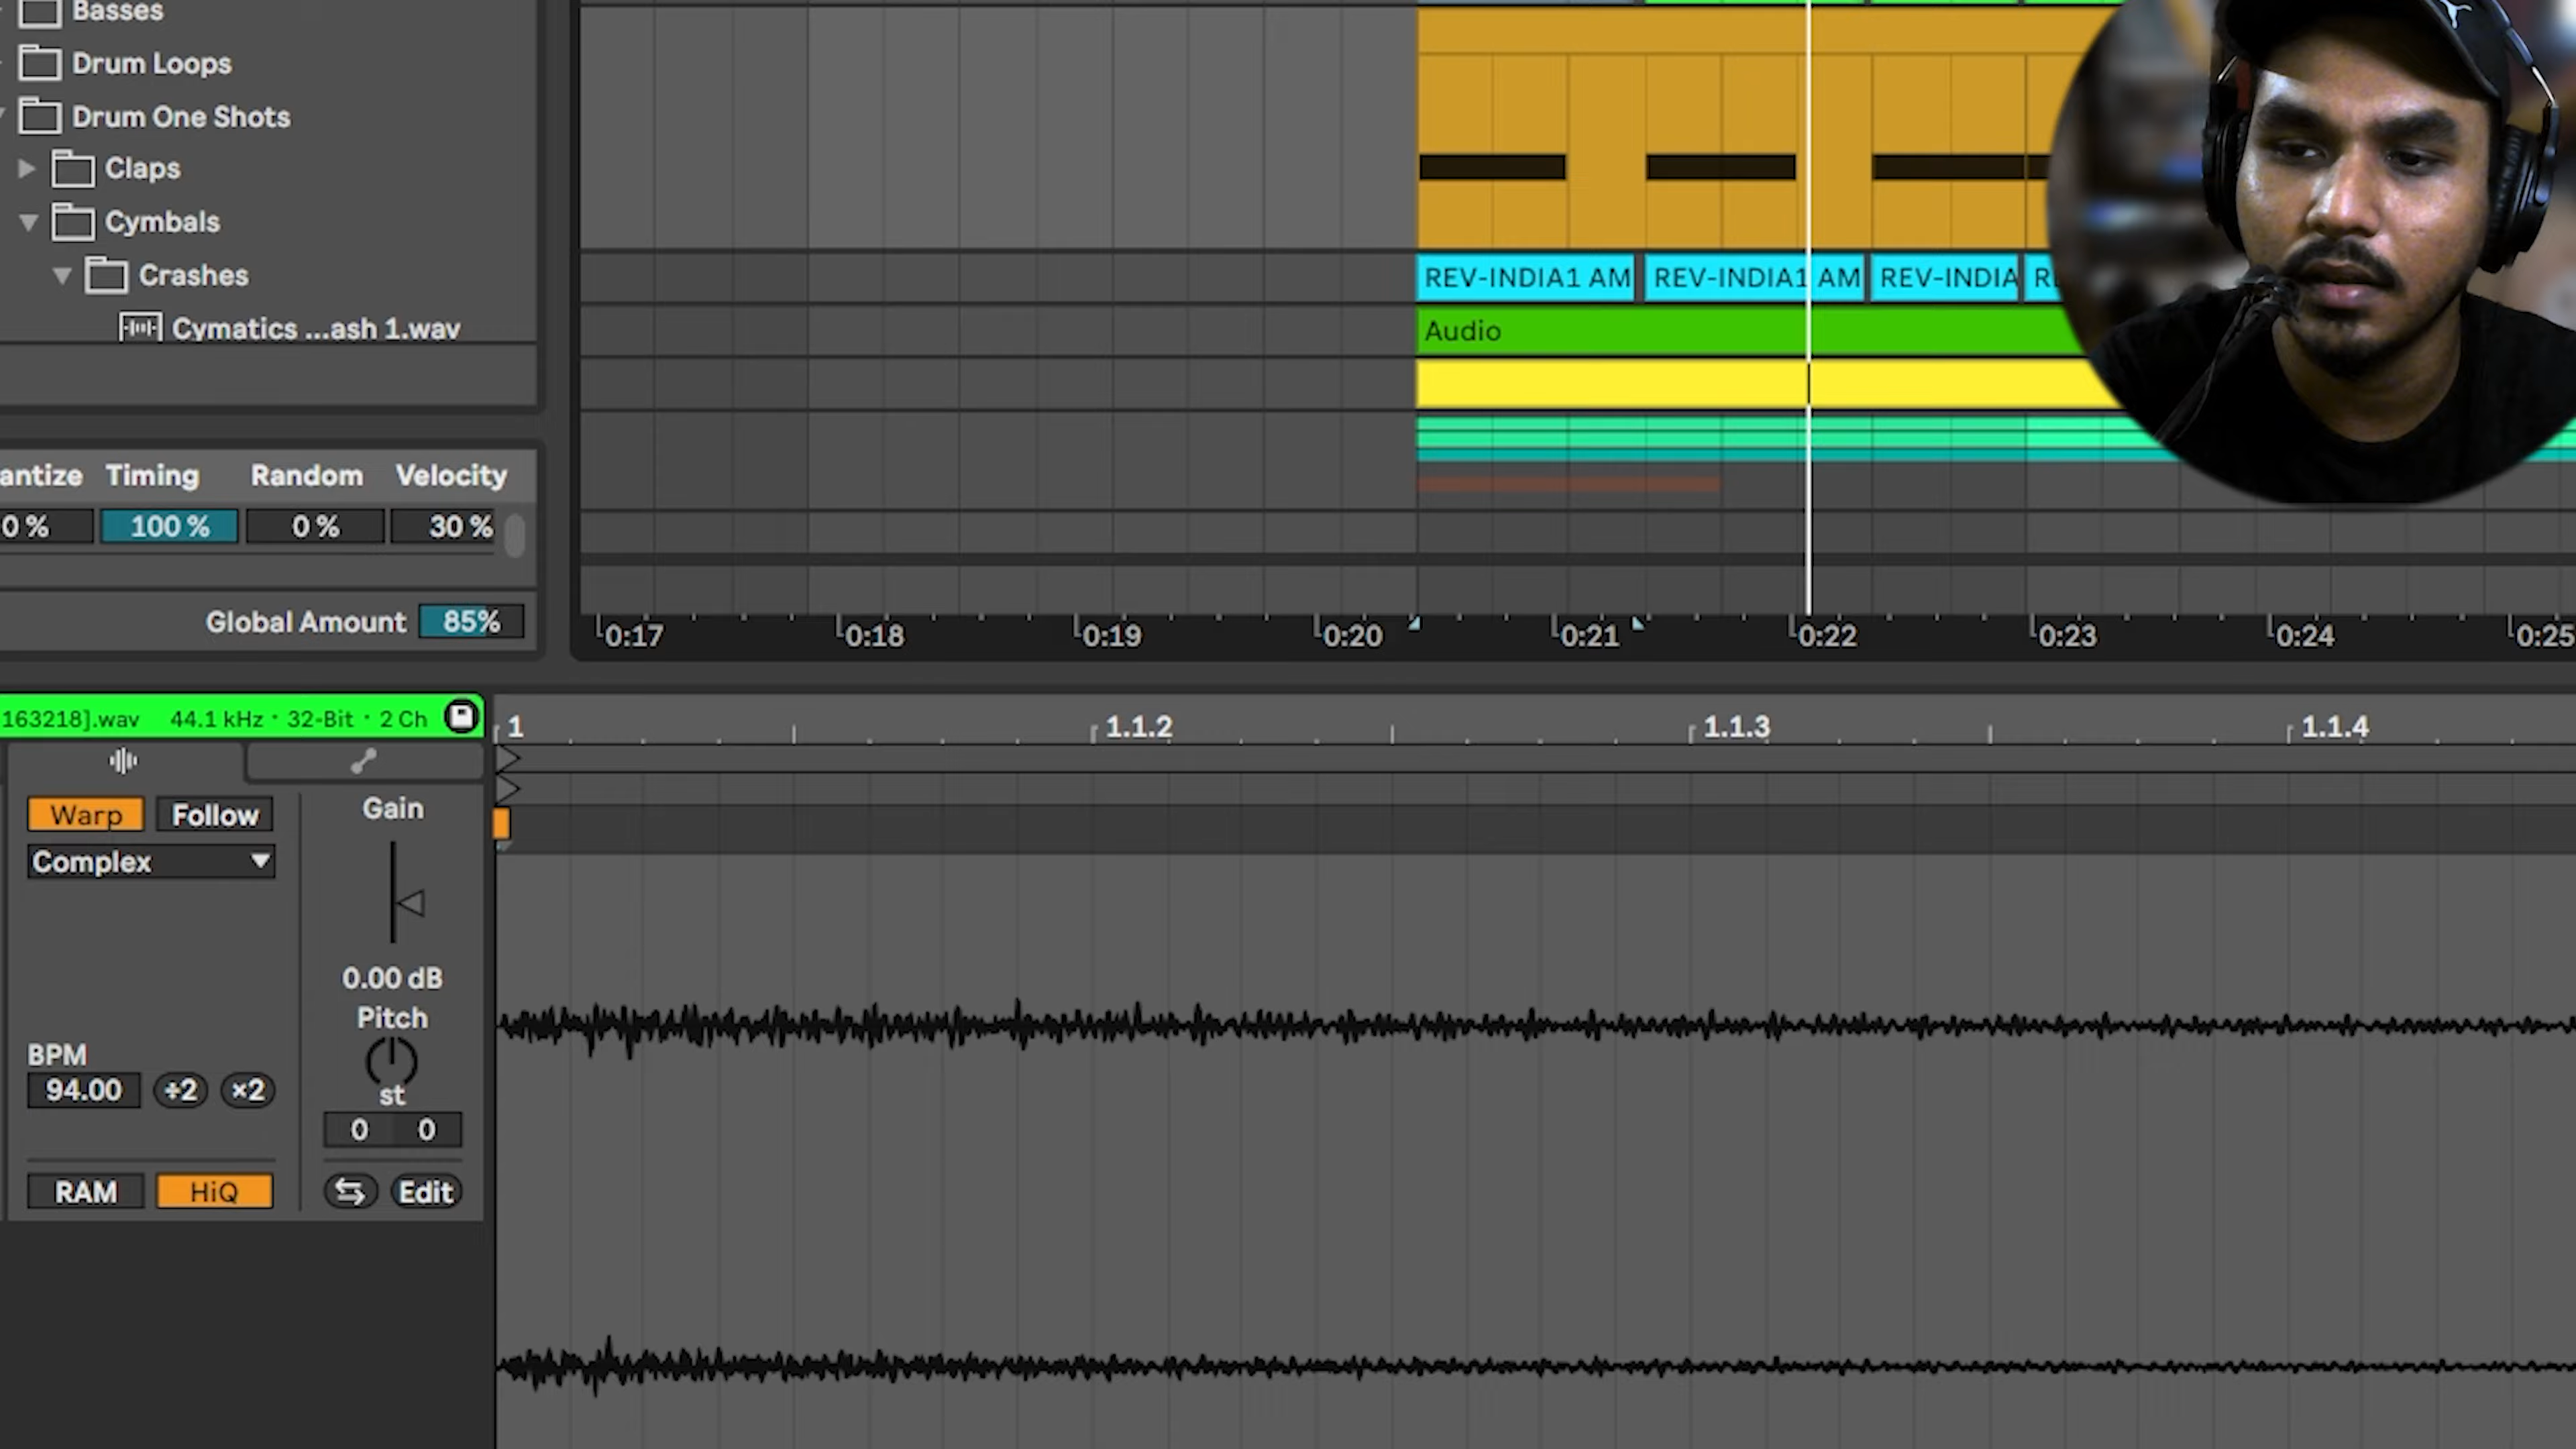 Basses
Drum Loops
Drum One Shots
Claps
Cymbals
Crashes
Cymatics ...ash 1.wav
antize Timing Random Velocity
0 % 100 % 0 % 30 %
Global Amount 85%
REV-INDIA1 AM REV-INDIA1 AM REV-INDIA
Audio
0:17 0:18 0:19 0:20 0:21 0:22 0:23 0:24 0:25
163218].wav 44.1 kHz · 32-Bit · 2 Ch
1 1.1.2 1.1.3 1.1.4
Warp Follow
Complex
Gain
0.00 dB
Pitch
st
0 0
BPM
94.00 ÷2 ×2
RAM HiQ
Edit